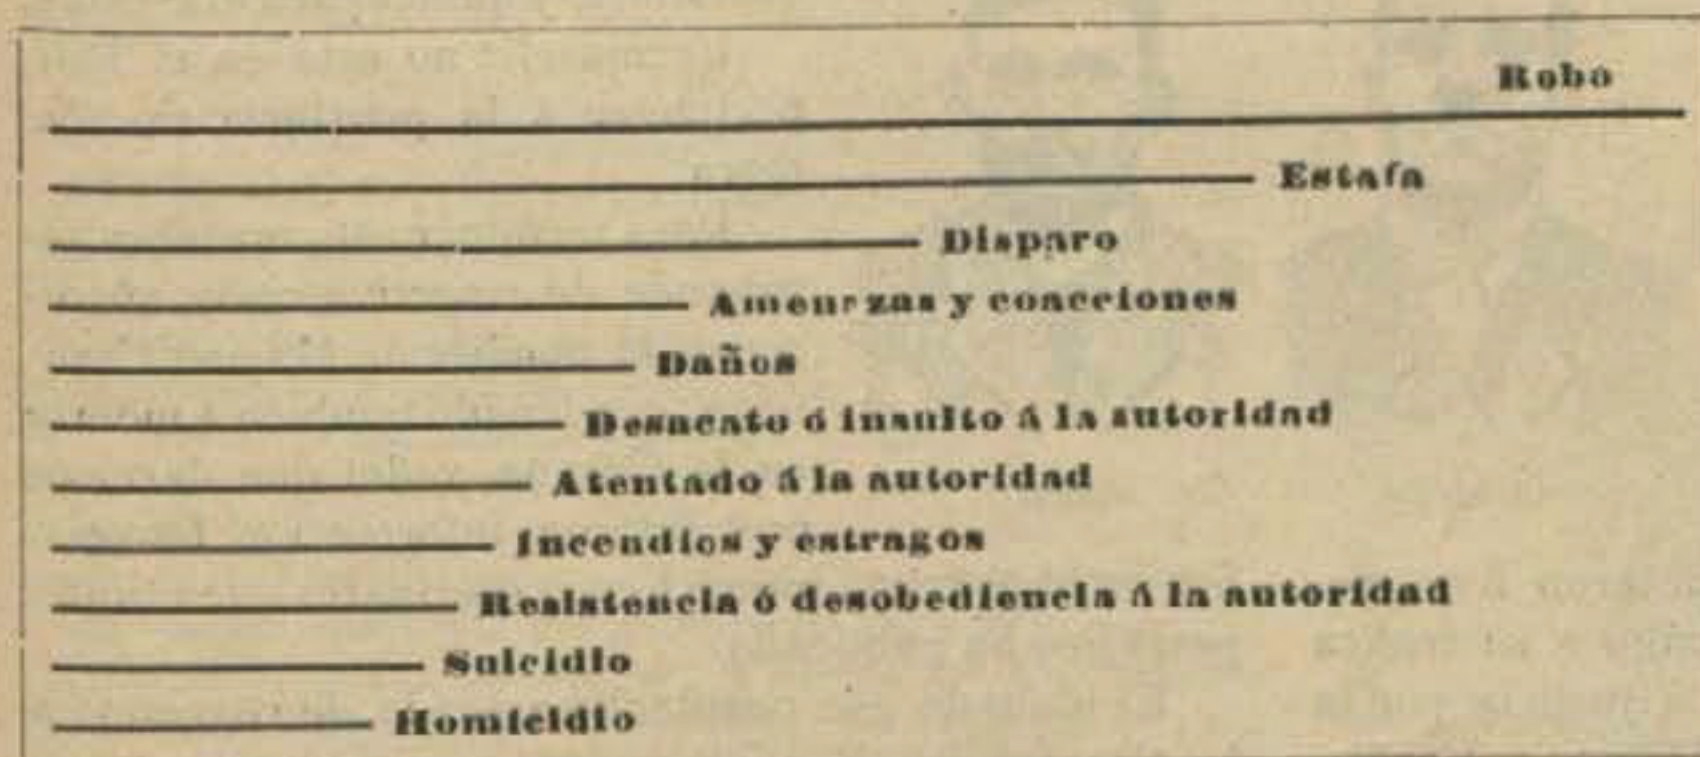 Robo
Estafa
Disparo
Amenazas y coacciones
Daños
Desacato ó insulto á la autoridad
Atentado á la autoridad
Incendios y estragos
Resistencia ó desobediencia á la autoridad
Suicidio
Homicidio